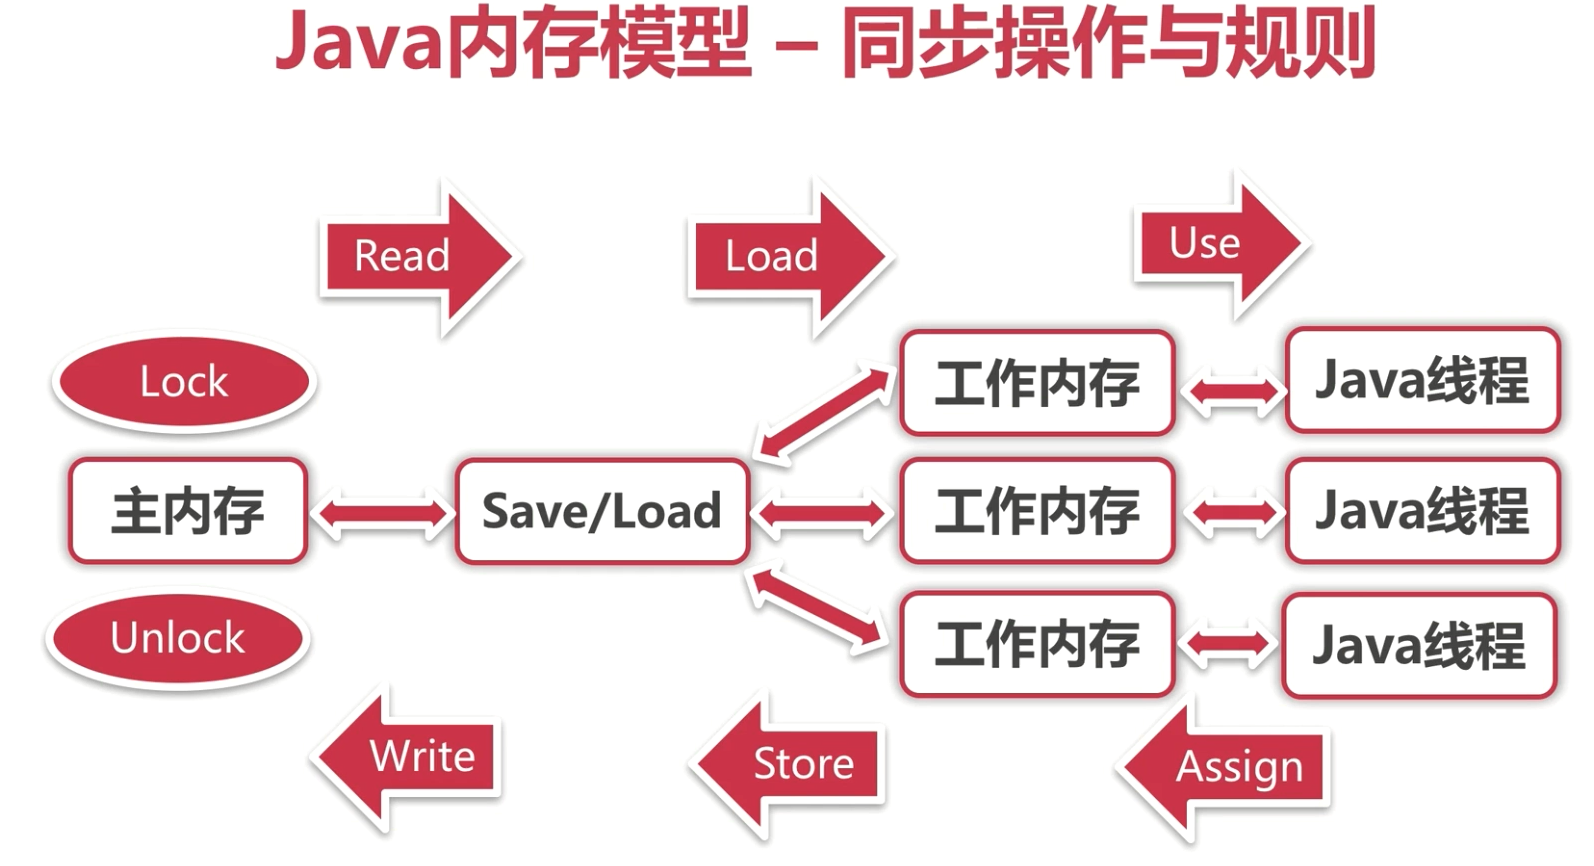 Java内存模型 – 同步操作与规则
Read
Load
Use
Lock
工作内存
Java线程
主内存
Save/Load
工作内存
Java线程
Unlock
工作内存
Java线程
Write
Store
Assign